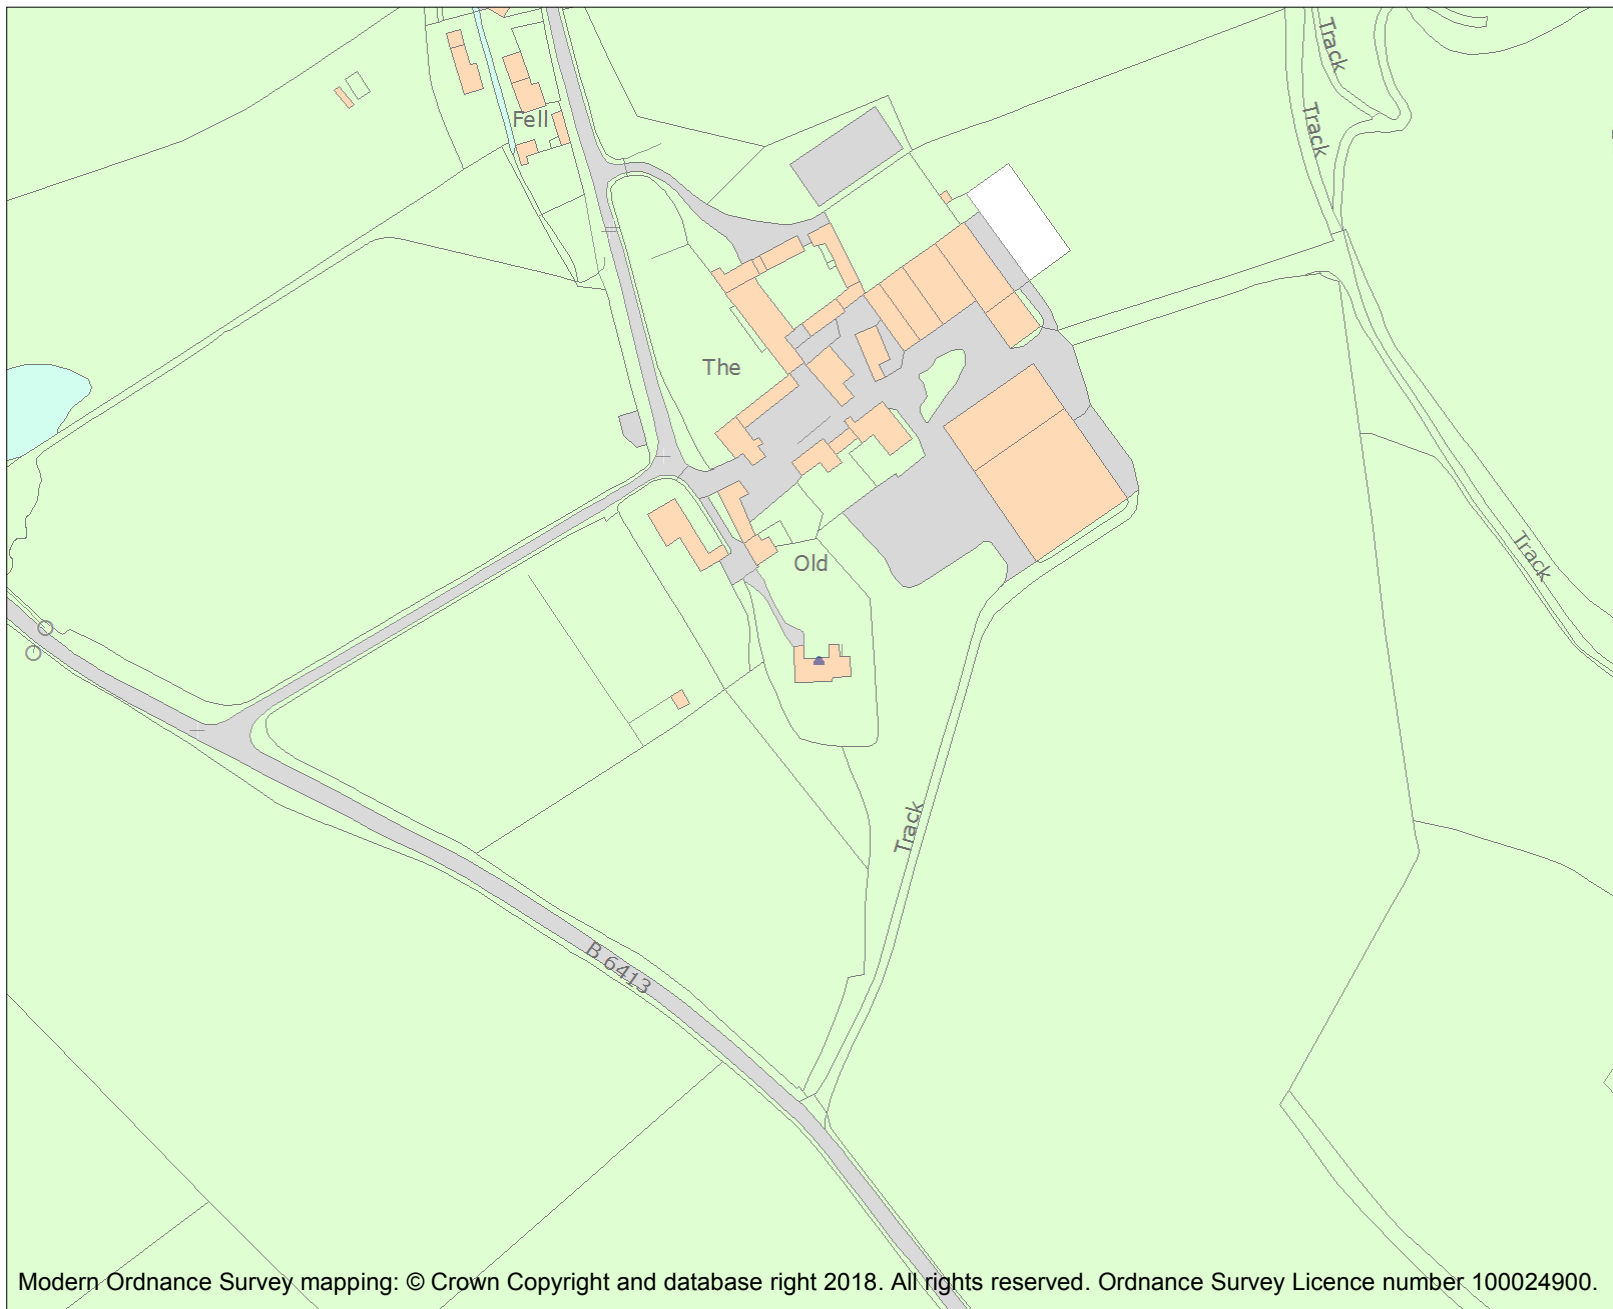 Track
Track
Fell
The
Old
Track
Track
B 6413
Modern Ordnance Survey mapping: © Crown Copyright and database right 2018. All rights reserved. Ordnance Survey Licence number 100024900.